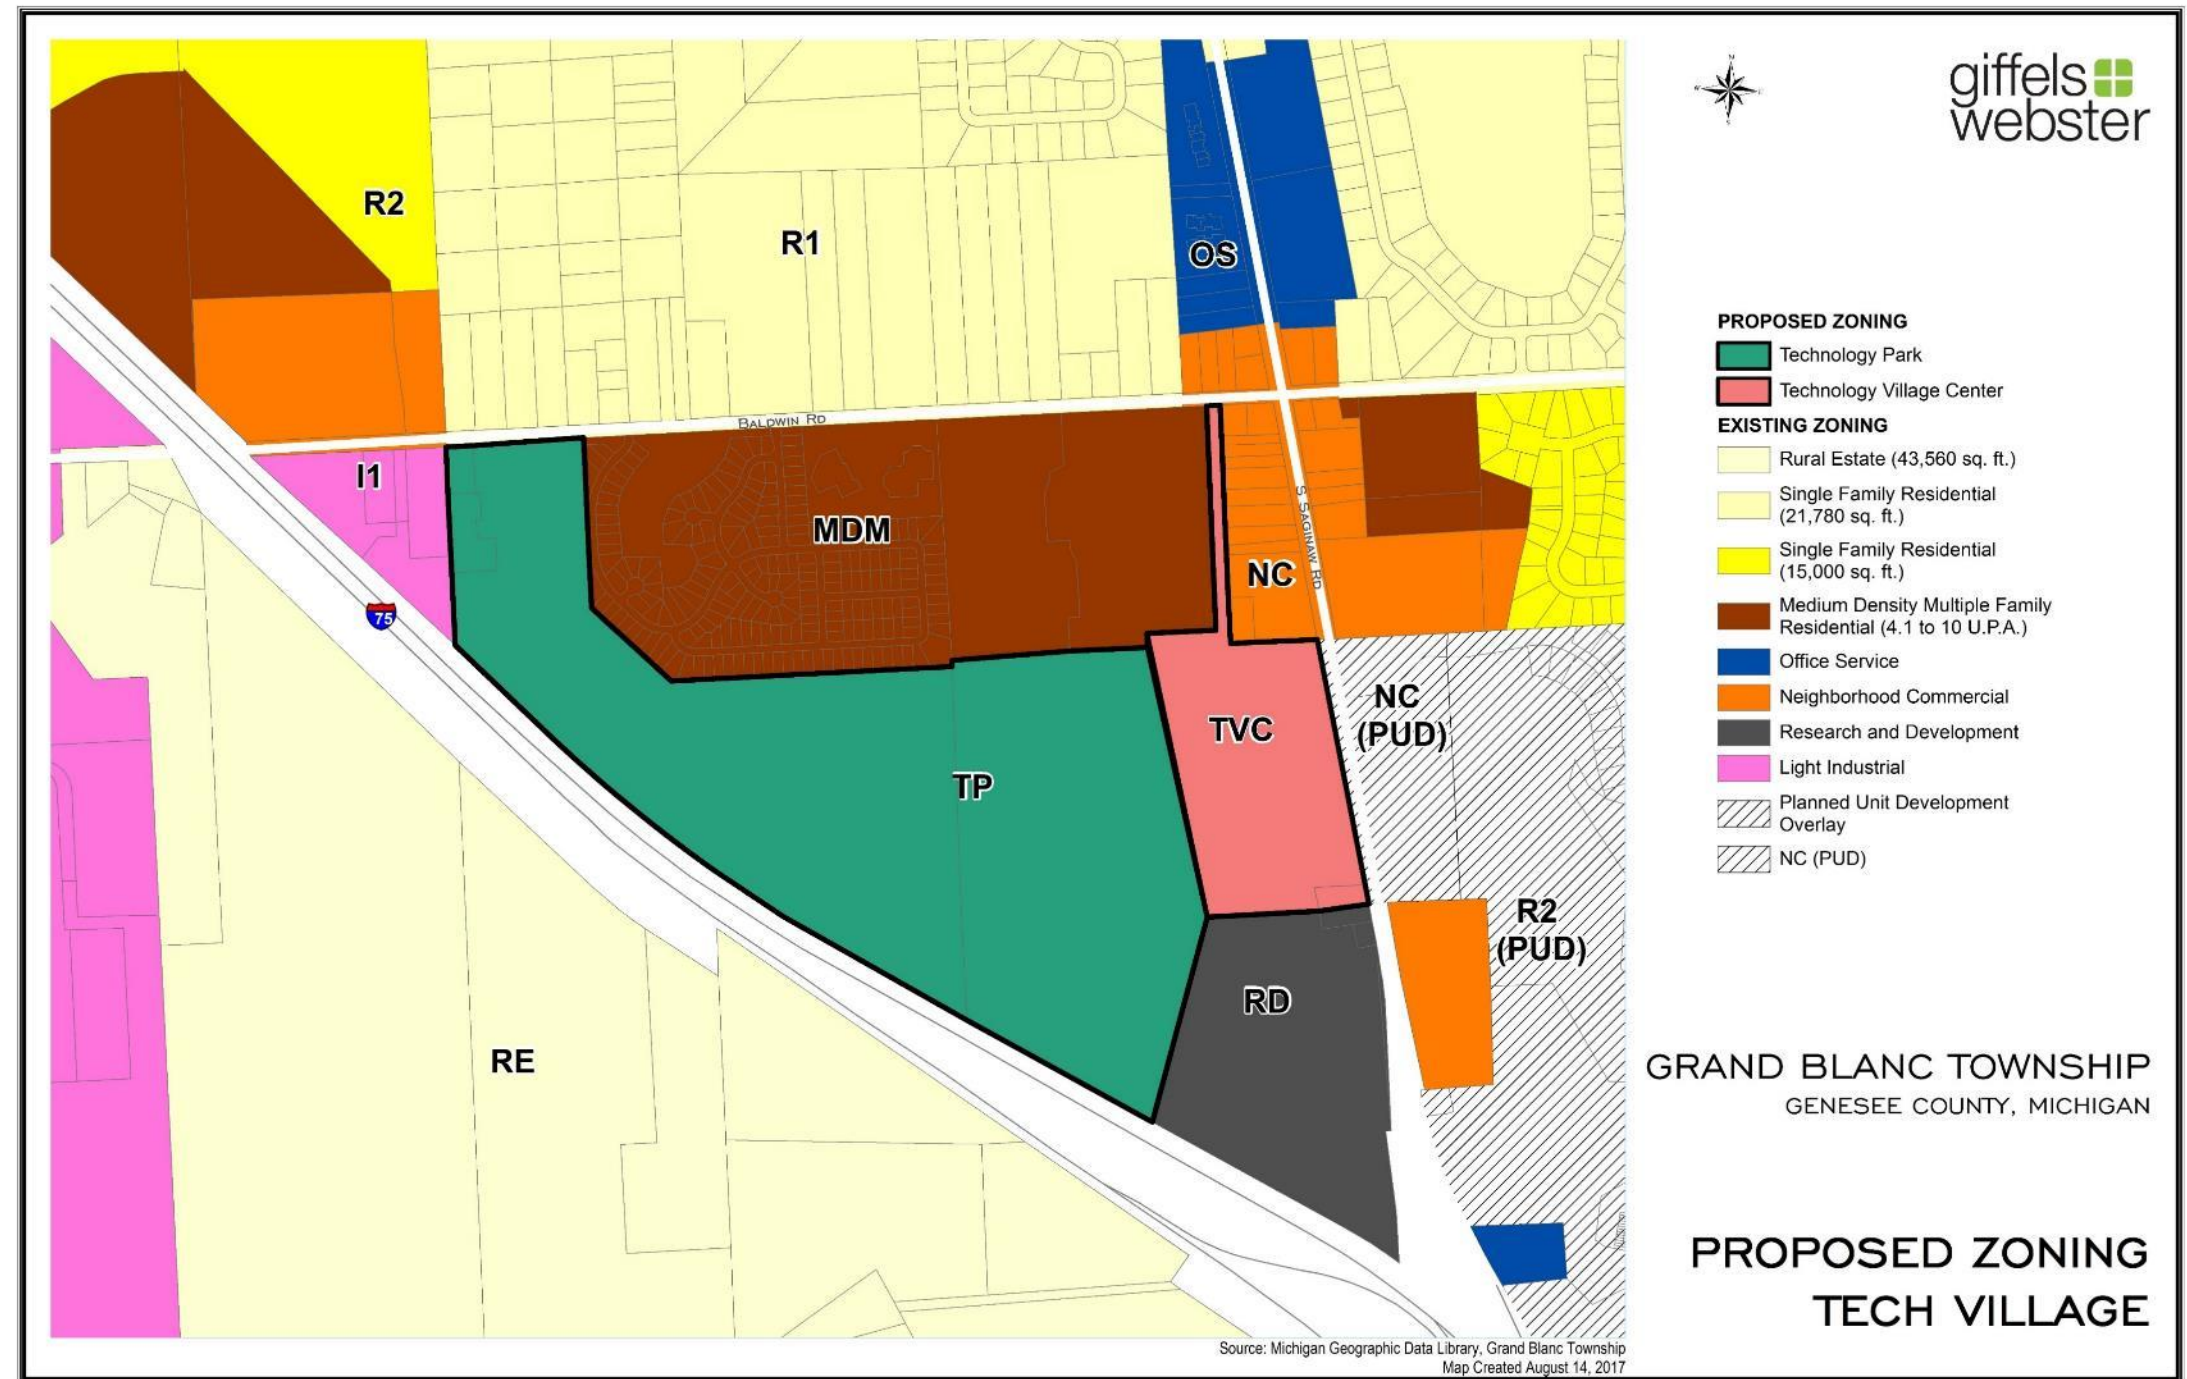 giffels
webster
R2
R1
OS
BALDWIN RD
I1
MDM
S SAGINAW RD
NC
75
TVC
NC
(PUD)
TP
R2
(PUD)
RD
RE
PROPOSED ZONING
Technology Park
Technology Village Center
EXISTING ZONING
Rural Estate (43,560 sq. ft.)
Single Family Residential
(21,780 sq. ft.)
Single Family Residential
(15,000 sq. ft.)
Medium Density Multiple Family
Residential (4.1 to 10 U.P.A.)
Office Service
Neighborhood Commercial
Research and Development
Light Industrial
Planned Unit Development
Overlay
NC (PUD)
GRAND BLANC TOWNSHIP
GENESEE COUNTY, MICHIGAN
PROPOSED ZONING
TECH VILLAGE
Source: Michigan Geographic Data Library, Grand Blanc Township
Map Created August 14, 2017